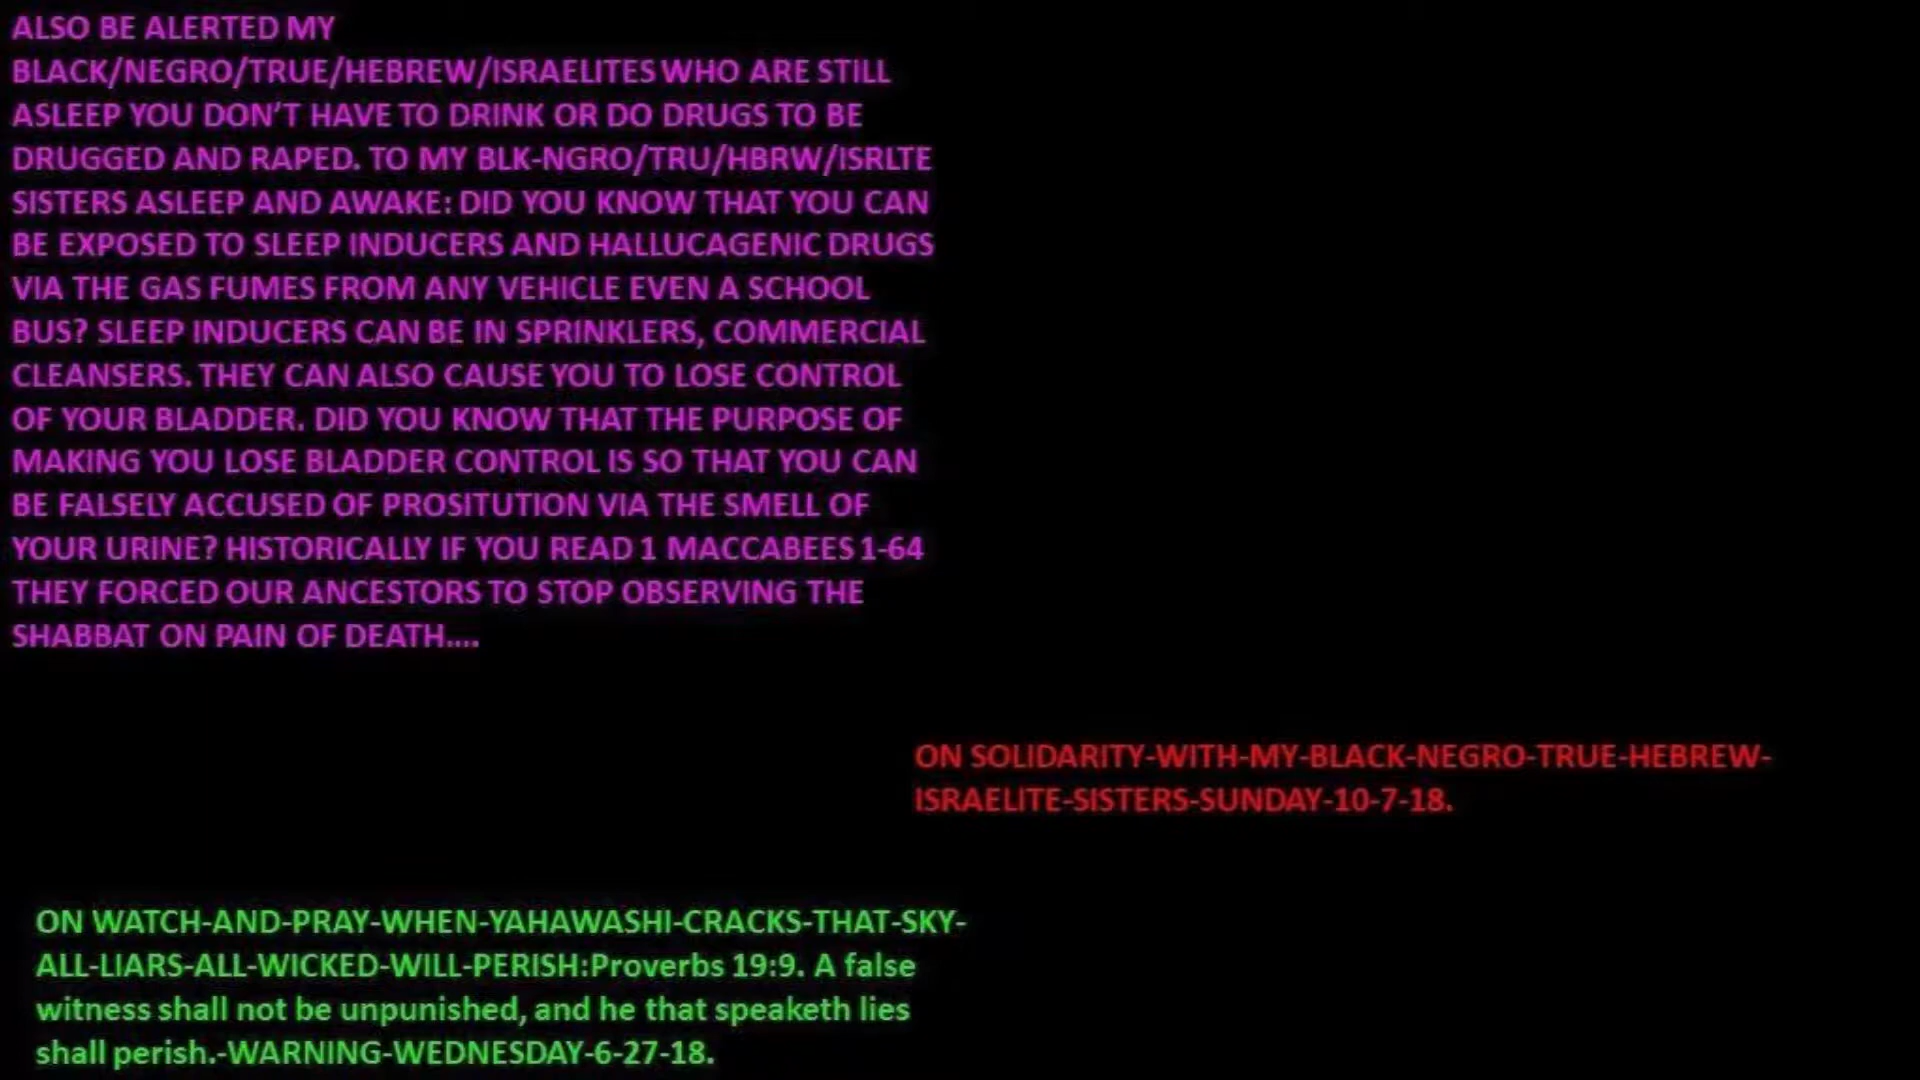 ALSO BE ALERTED MY
BLACK/NEGRO/TRUE/HEBREW/ISRAELITES WHO ARE STILL
ASLEEP YOU DON'T HAVE TO DRINK OR DO DRUGS TO BE
DRUGGED AND RAPED. TO MY BLK-NGRO/TRU/HBRW/ISRLTE
SISTERS ASLEEP AND AWAKE: DID YOU KNOW THAT YOU CAN
BE EXPOSED TO SLEEP INDUCERS AND HALLUCAGENIC DRUGS
VIA THE GAS FUMES FROM ANY VEHICLE EVEN A SCHOOL
BUS? SLEEP INDUCERS CAN BE IN SPRINKLERS, COMMERCIAL
CLEANSERS. THEY CAN ALSO CAUSE YOU TO LOSE CONTROL
OF YOUR BLADDER. DID YOU KNOW THAT THE PURPOSE OF
MAKING YOU LOSE BLADDER CONTROL IS SO THAT YOU CAN
BE FALSELY ACCUSED OF PROSITUTION VIA THE SMELL OF
YOUR URINE? HISTORICALLY IF YOU READ 1 MACCABEES 1-64
THEY FORCED OUR ANCESTORS TO STOP OBSERVING THE
SHABBAT ON PAIN OF DEATH....
ON SOLIDARITY-WITH-MY-BLACK-NEGRO-TRUE-HEBREW-
ISRAELITE-SISTERS-SUNDAY-10-7-18.
ON WATCH-AND-PRAY-WHEN-YAHAWASHI-CRACKS-THAT-SKY-
ALL-LIARS-ALL-WICKED-WILL-PERISH:Proverbs 19:9. A false
witness shall not be unpunished, and he that speaketh lies
shall perish.-WARNING-WEDNESDAY-6-27-18.